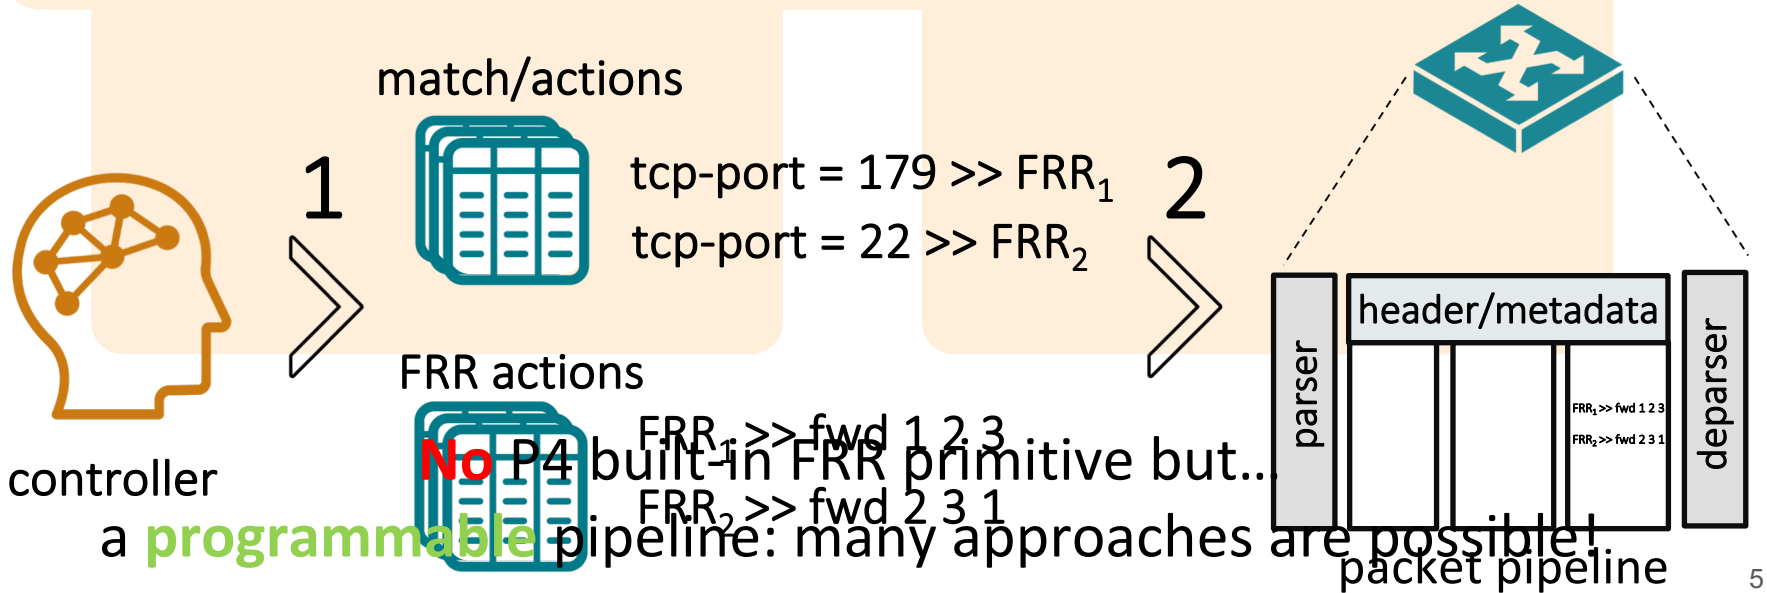 match/actions
1
tcp-port = 179 >> FRR₁
2
tcp-port = 22 >> FRR₂
header/metadata
parser
deparser
FRR actions
FRR₁ >> fwd 1 2 3
FRR₂ >> fwd 2 3 1
FRR₁ >> fwd 1 2 3
FRR₂ >> fwd 2 3 1
controller
No P4 built-in FRR primitive but...
a programmable pipeline: many approaches are possible!
packet pipeline
5